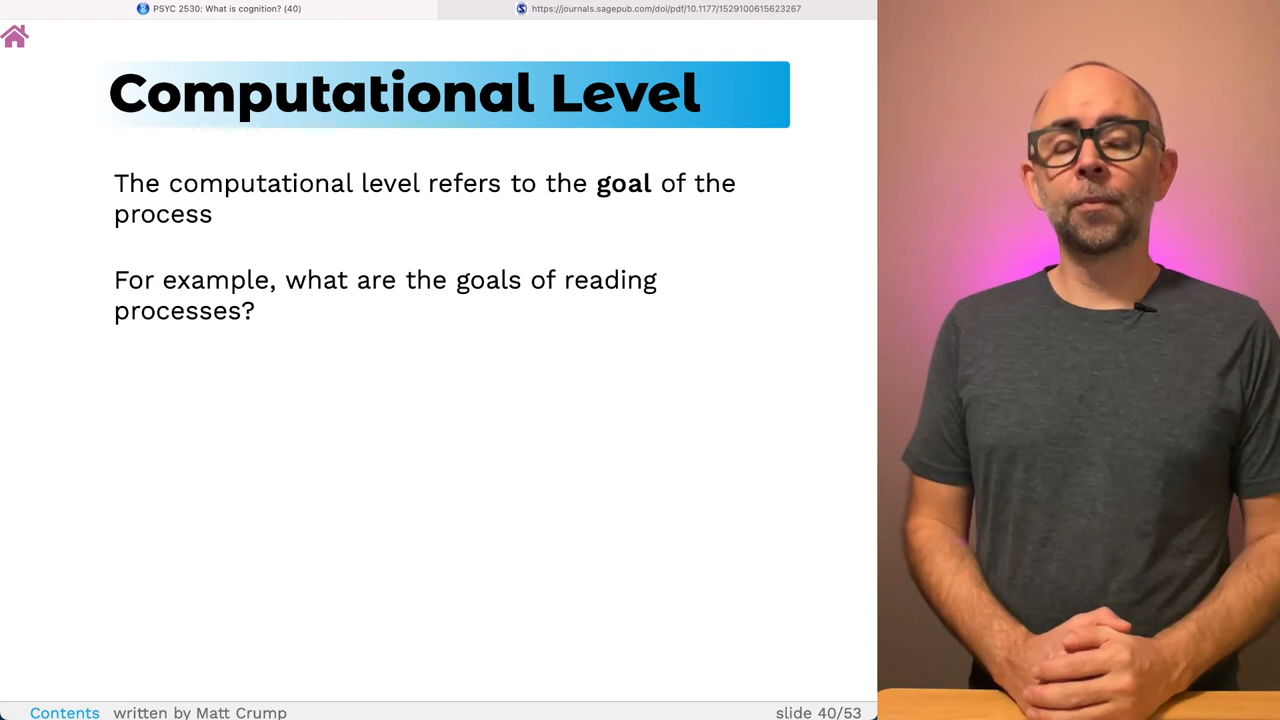 PSYC 2530: What is cognition? (40)
https://journals.sagepub.com/doi/pdf/10.1177/1529100615623267
Computational Level
The computational level refers to the goal of the
process
For example, what are the goals of reading
processes?
Contents written by Matt Crump
slide 40/53